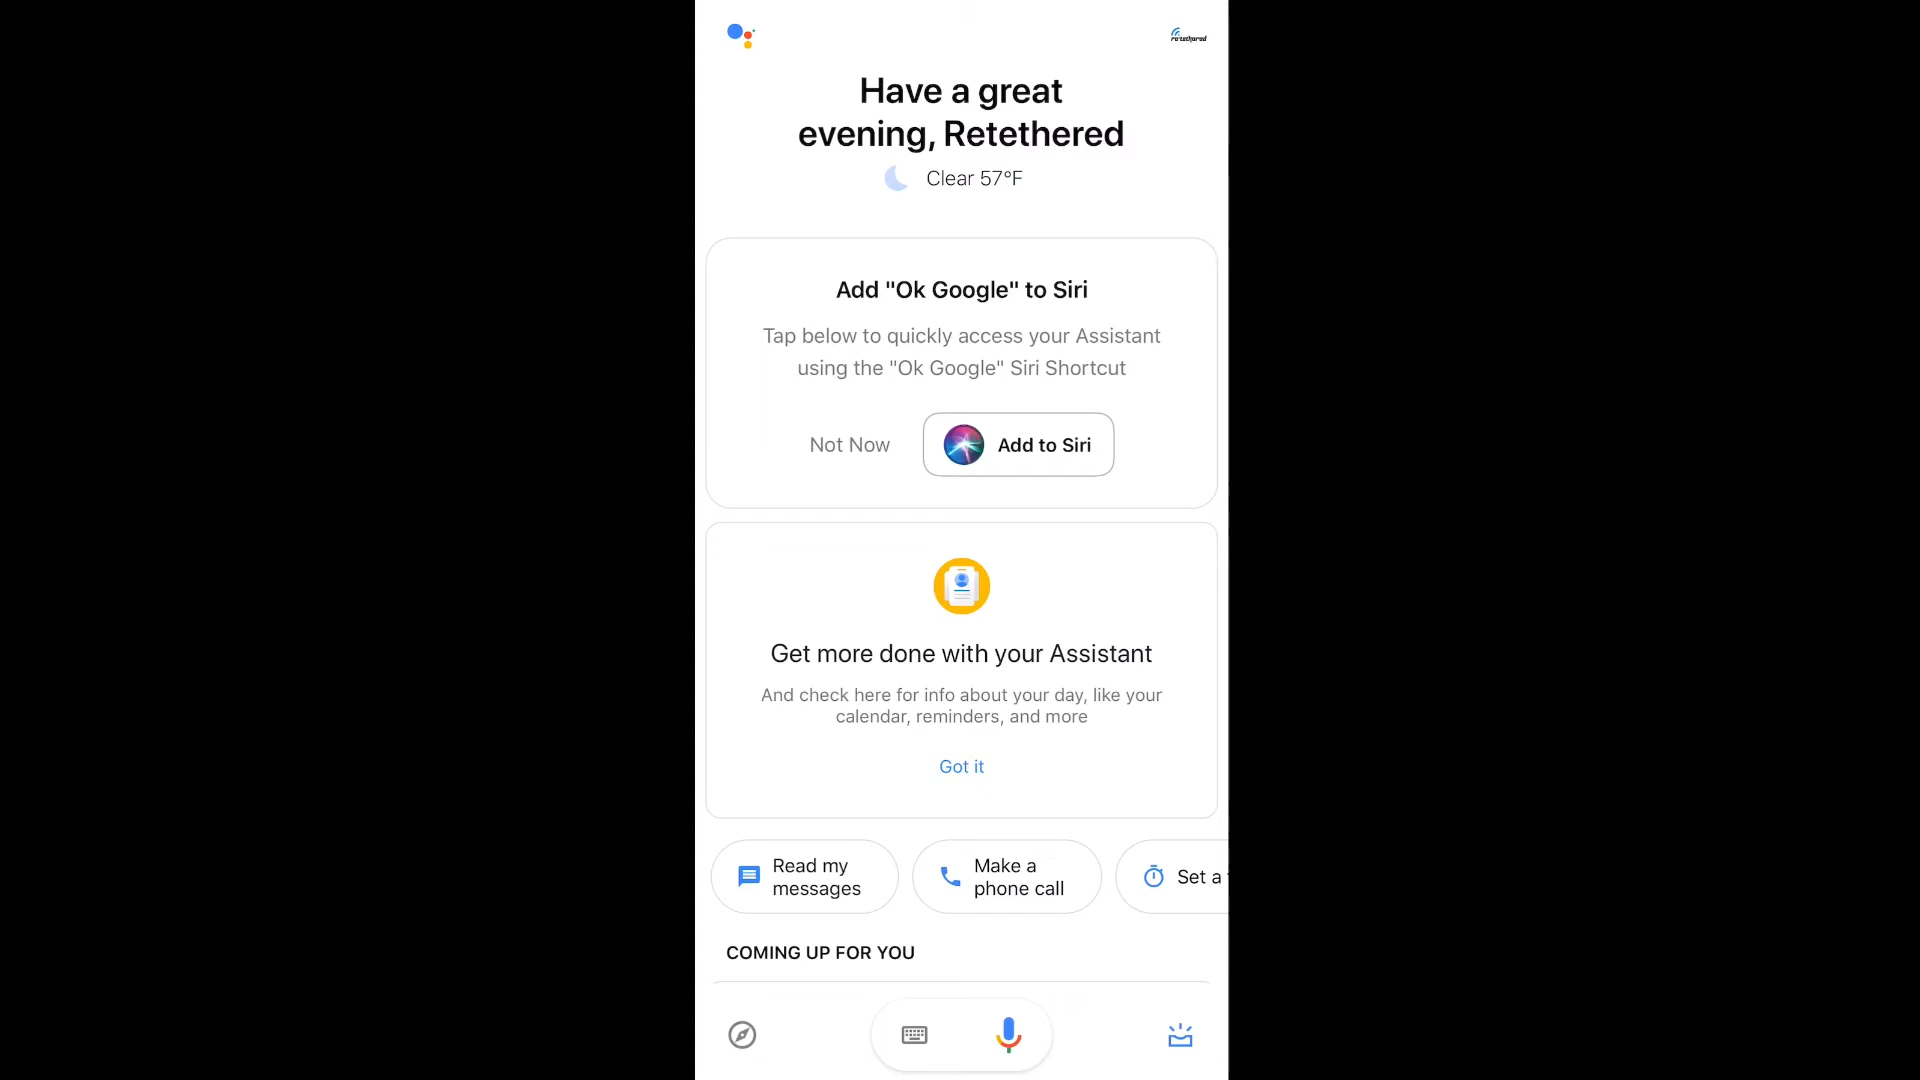 retethered
Have a great
evening, Retethered
Clear 57°F
Add "Ok Google" to Siri
Tap below to quickly access your Assistant
using the "Ok Google" Siri Shortcut
Not Now
Add to Siri
Get more done with your Assistant
And check here for info about your day, like your
calendar, reminders, and more
Got it
Read my
messages
Make a
phone call
Set a
COMING UP FOR YOU